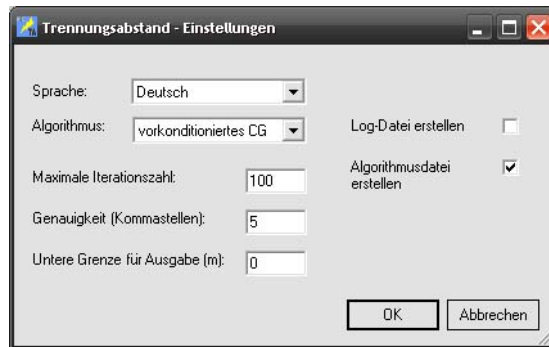 Trennungsabstand - Einstellungen
Sprache: Deutsch
Algorithmus: vorkonditioniertes CG
Log-Datei erstellen
Maximale Iterationszahl: 100
Algorithmusdatei
erstellen
Genauigkeit (Kommastellen): 5
Untere Grenze für Ausgabe (m): 0
OK
Abbrechen